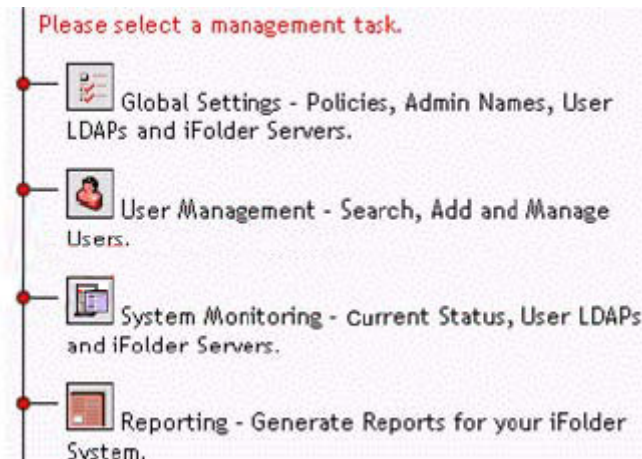 Please select a management task.
Global Settings - Policies, Admin Names, User
LDAPs and iFolder Servers.
User Management - Search, Add and Manage
Users.
System Monitoring - Current Status, User LDAPs
and iFolder Servers.
Reporting - Generate Reports for your iFolder
System.